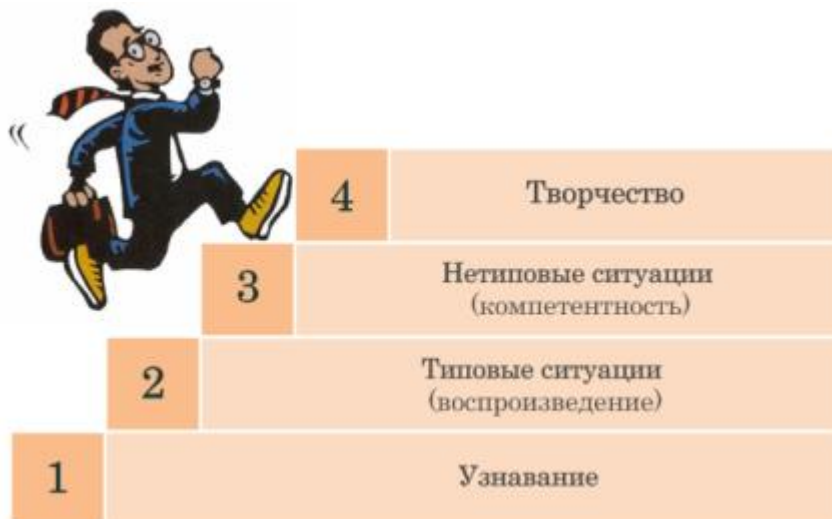 4
Творчество
3
Нетиповые ситуации
(компетентность)
2
Типовые ситуации
(воспроизведение)
1
Узнавание